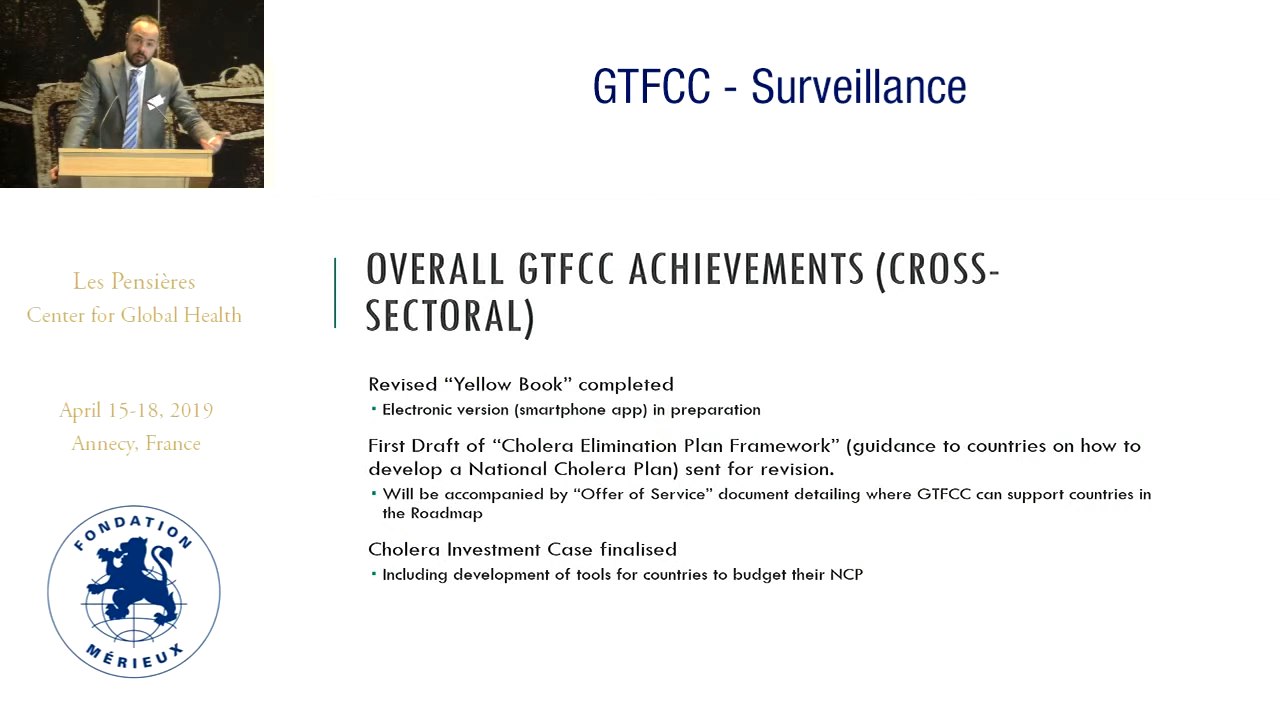 GTFCC - Surveillance
Les Pensières
Center for Global Health
April 15-18, 2019
Annecy, France
FONDATION
MÉRIEUX
OVERALL GTFCC ACHIEVEMENTS (CROSS-
SECTORAL)
Revised “Yellow Book” completed
▪ Electronic version (smartphone app) in preparation
First Draft of “Cholera Elimination Plan Framework” (guidance to countries on how to
develop a National Cholera Plan) sent for revision.
▪ Will be accompanied by “Offer of Service” document detailing where GTFCC can support countries in
the Roadmap
Cholera Investment Case finalised
▪ Including development of tools for countries to budget their NCP